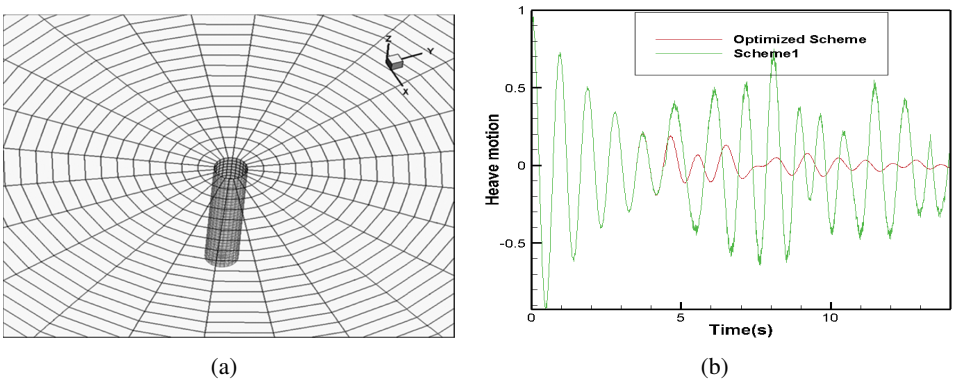 Z
Y
X
(a)
1
0.5
0
-0.5
Heave motion
Optimized Scheme
Scheme1
0
5
10
Time(s)
(b)